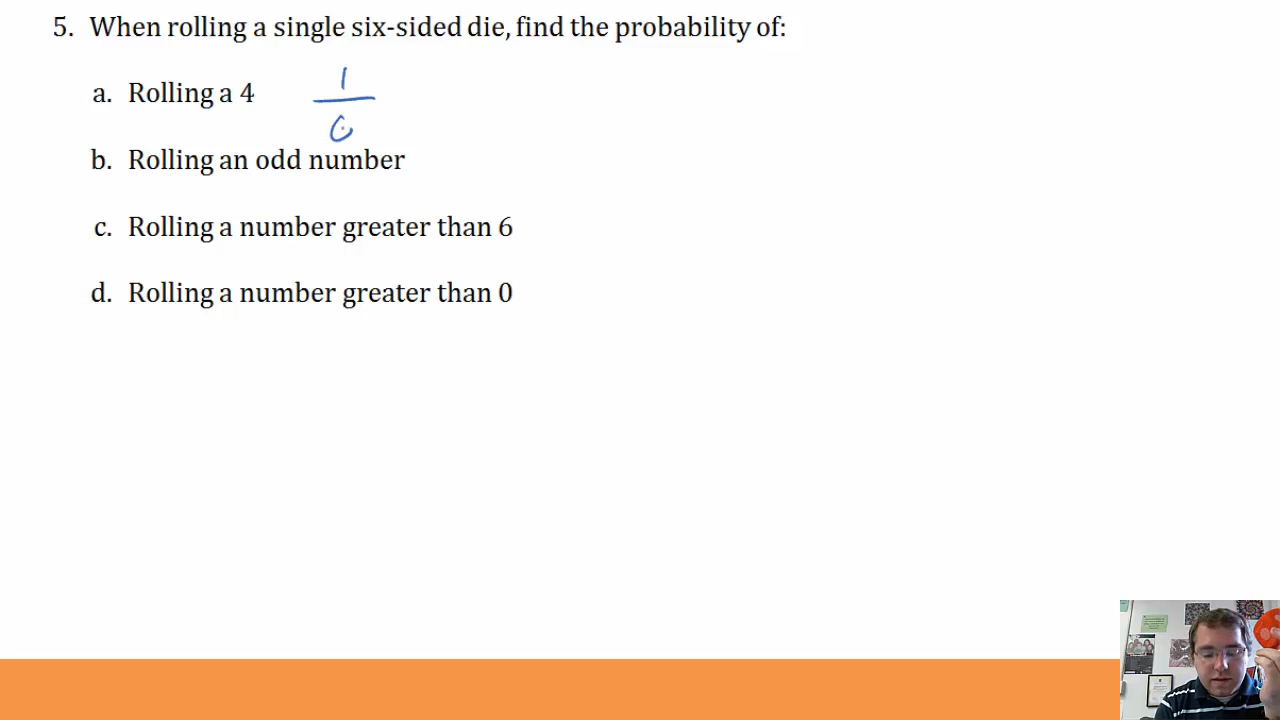 5. When rolling a single six-sided die, find the probability of:
a. Rolling a 4 1/6
b. Rolling an odd number
c. Rolling a number greater than 6
d. Rolling a number greater than 0